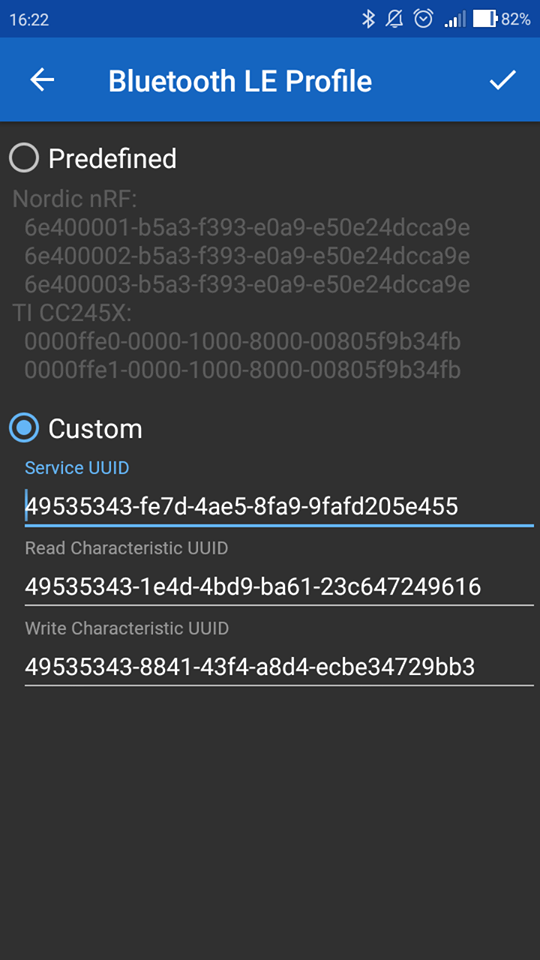 16:22
82%
Bluetooth LE Profile
Predefined
Nordic nRF:
6e400001-b5a3-f393-e0a9-e50e24dcca9e
6e400002-b5a3-f393-e0a9-e50e24dcca9e
6e400003-b5a3-f393-e0a9-e50e24dcca9e
TI CC245X:
0000ffe0-0000-1000-8000-00805f9b34fb
0000ffe1-0000-1000-8000-00805f9b34fb
Custom
Service UUID
49535343-fe7d-4ae5-8fa9-9fafd205e455
Read Characteristic UUID
49535343-1e4d-4bd9-ba61-23c647249616
Write Characteristic UUID
49535343-8841-43f4-a8d4-ecbe34729bb3